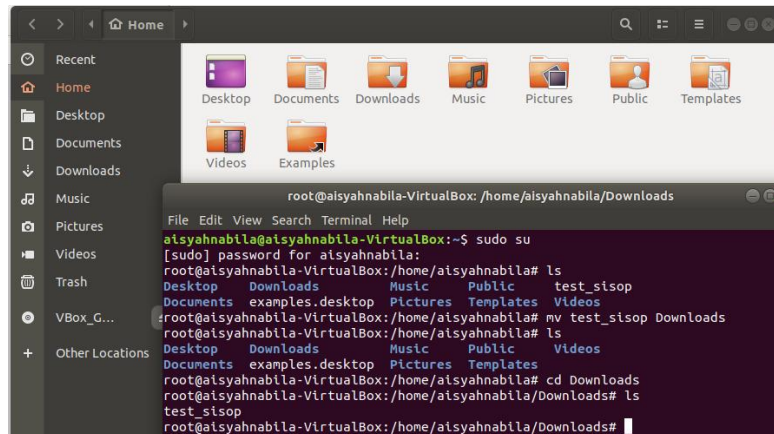 Home
Recent
Home
Desktop
Documents
Downloads
Music
Pictures
Videos
Trash
VBox_G...
Other Locations
Desktop Documents Downloads Music Pictures Public Templates
Videos Examples
root@aisyahnabila-VirtualBox: /home/aisyahnabila/Downloads
File Edit View Search Terminal Help
aisyahnabila@aisyahnabila-VirtualBox:~$ sudo su
[sudo] password for aisyahnabila:
root@aisyahnabila-VirtualBox:/home/aisyahnabila# ls
Desktop Downloads Music Public test_sisop
Documents examples.desktop Pictures Templates Videos
root@aisyahnabila-VirtualBox:/home/aisyahnabila# mv test_sisop Downloads
root@aisyahnabila-VirtualBox:/home/aisyahnabila# ls
Desktop Downloads Music Public Videos
Documents examples.desktop Pictures Templates
root@aisyahnabila-VirtualBox:/home/aisyahnabila# cd Downloads
root@aisyahnabila-VirtualBox:/home/aisyahnabila/Downloads# ls
test_sisop
root@aisyahnabila-VirtualBox:/home/aisyahnabila/Downloads#